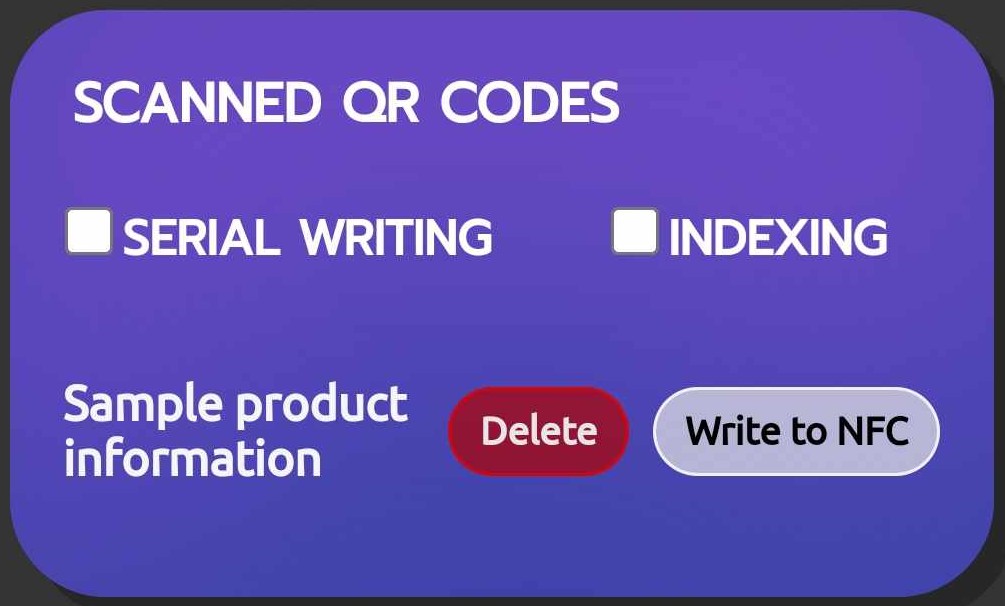 SCANNED QR CODES
SERIAL WRITING INDEXING
Sample product
information
Delete Write to NFC